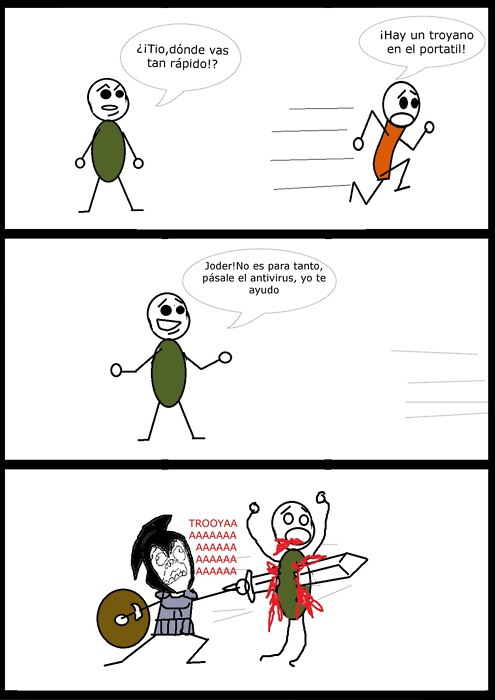 ¿¡Tio,dónde vas
tan rápido!?
¡Hay un troyano
en el portatil!
Joder!No es para tanto,
pásale el antivirus, yo te
ayudo
TROOYAA
AAAAAAA
AAAAAA
AAAAAA
AAAAAA